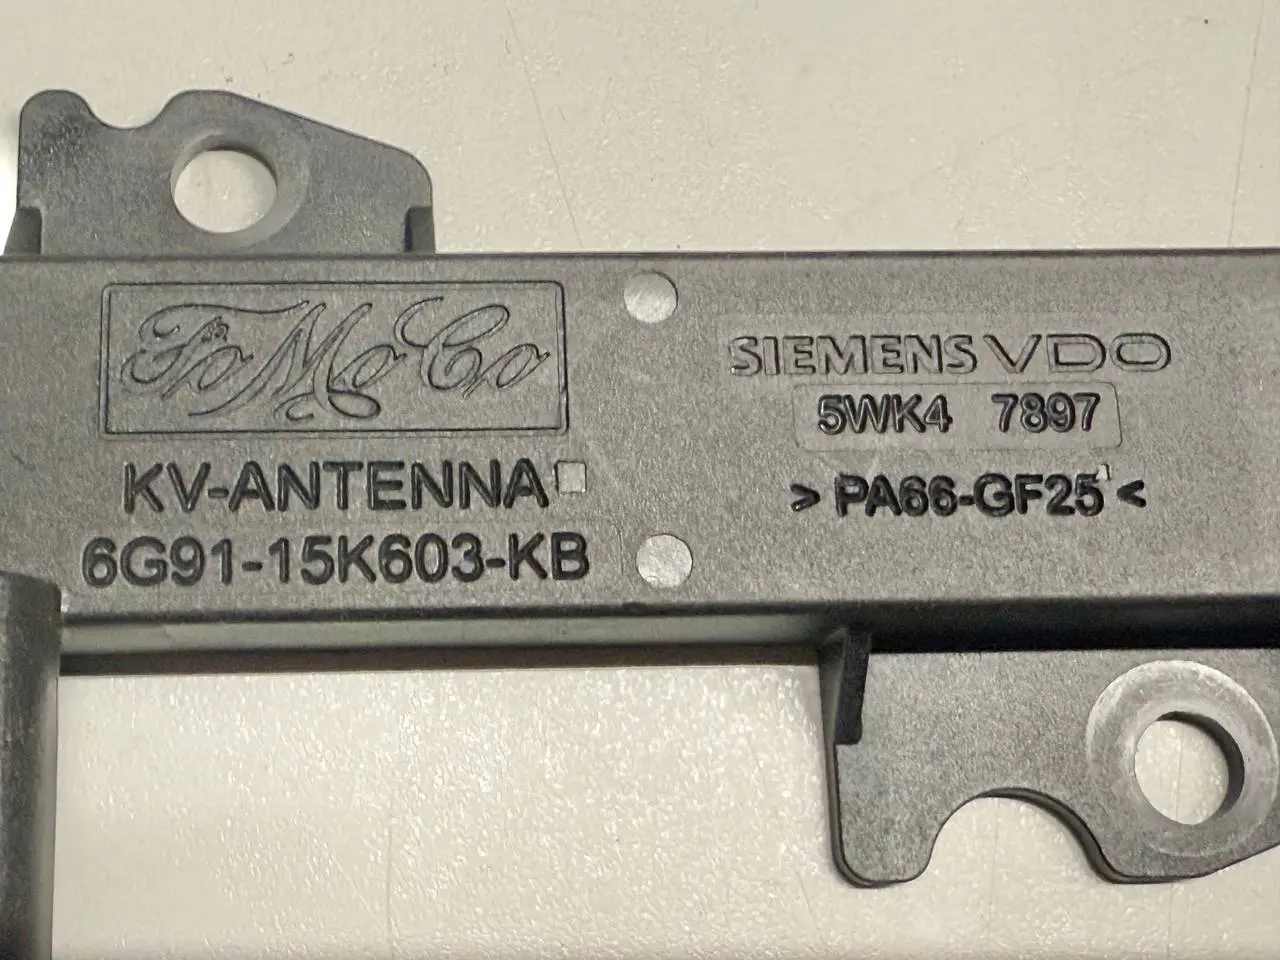 FoMoCo
KV-ANTENNA
6G91-15K603-KB
SIEMENS VDO
5WK4 7897
>PA66-GF25<